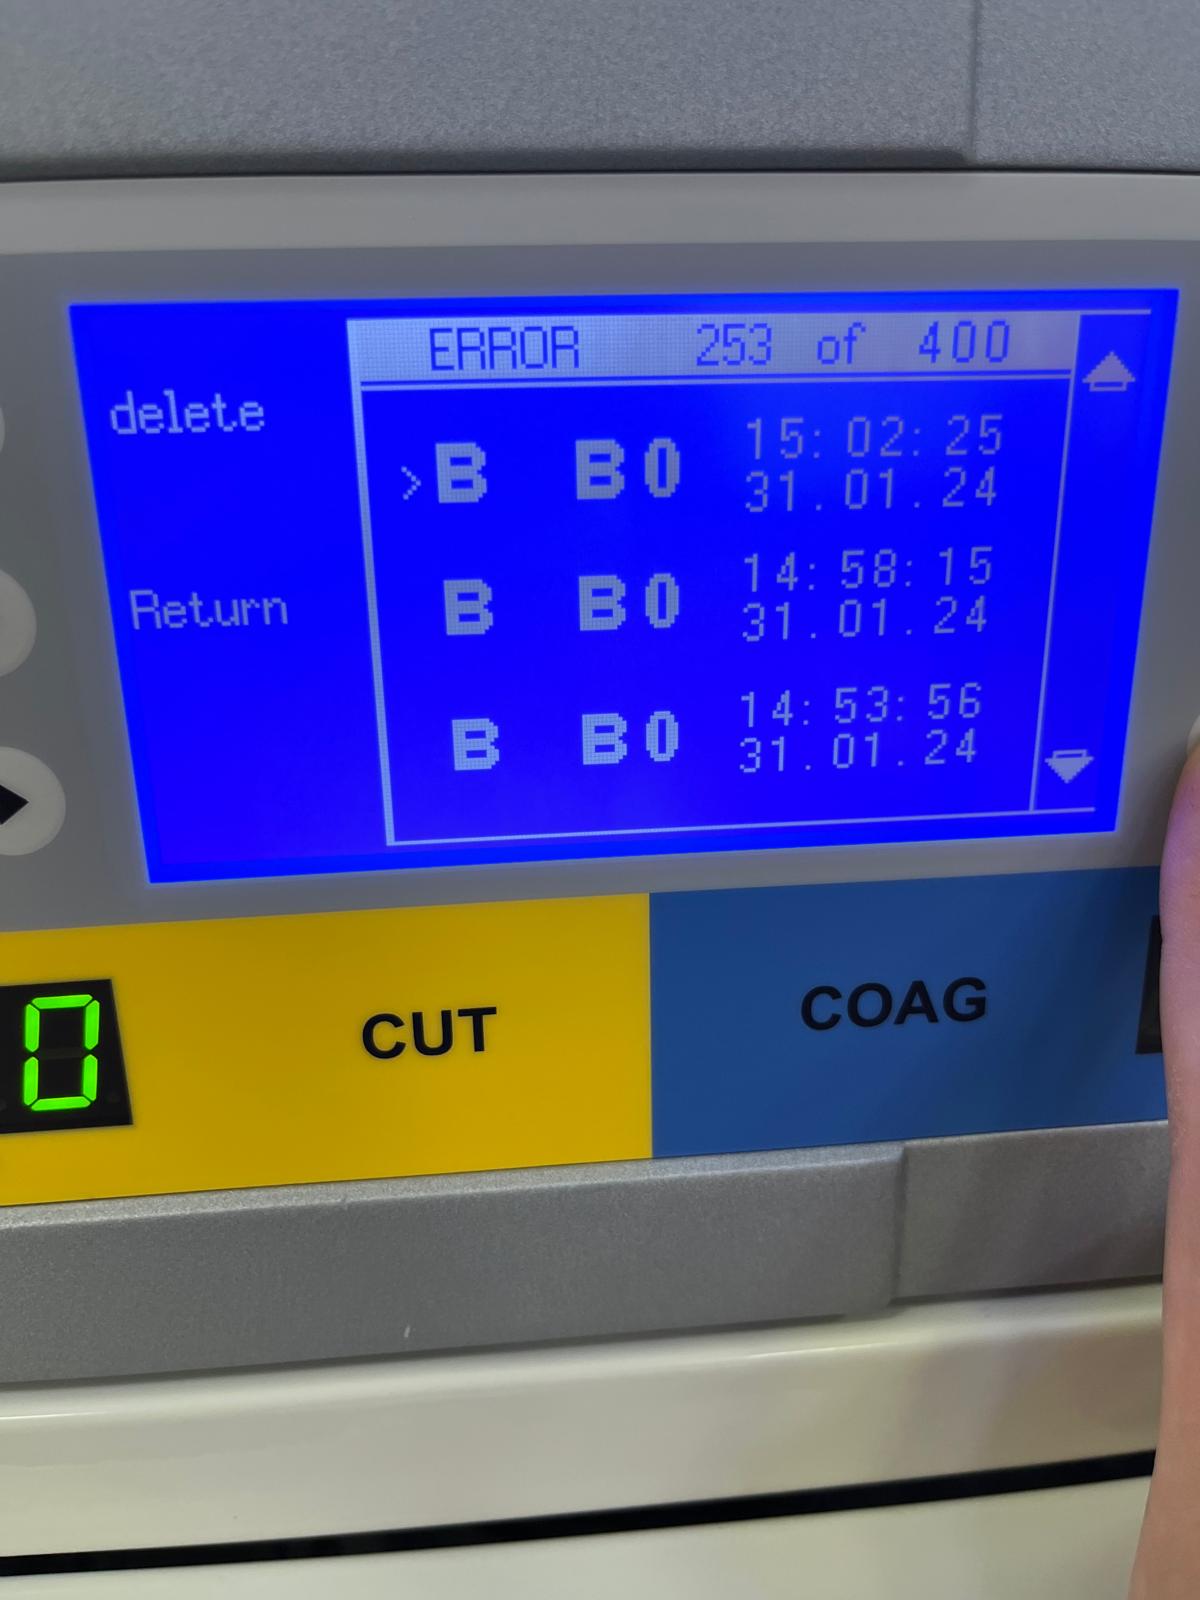 ERROR 253 of 400
delete
>B B0 15:02:25
31.01.24
Return
B B0 14:58:15
31.01.24
B B0 14:53:56
31.01.24
0
CUT
COAG